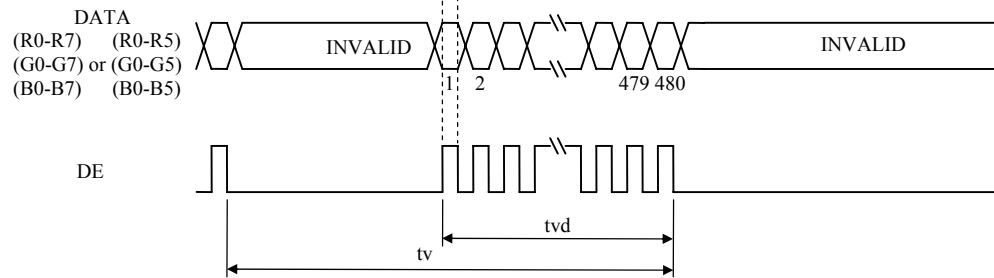 DATA
(R0-R7) (R0-R5)
(G0-G7) or (G0-G5)
(B0-B7) (B0-B5)
INVALID
INVALID
1 2 479 480
DE
tvd
tv